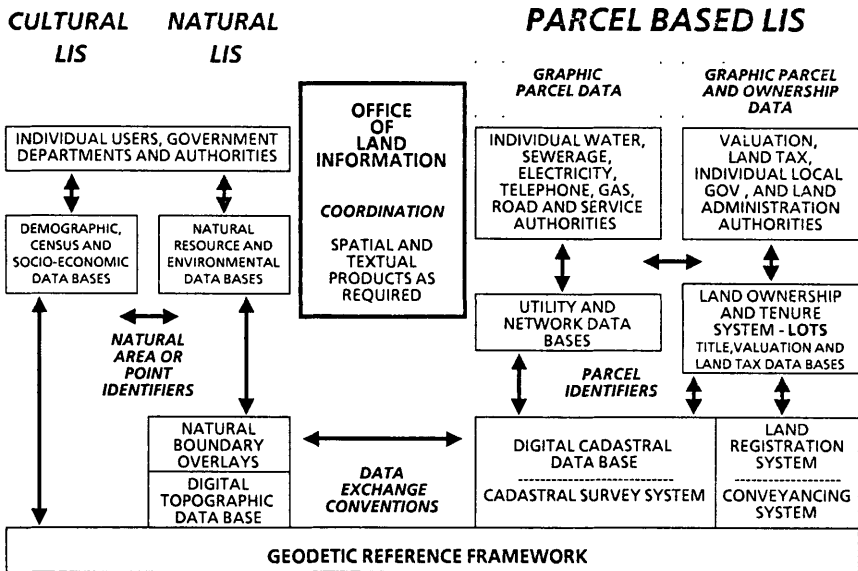 CULTURAL
LIS
NATURAL
LIS
PARCEL BASED LIS
GRAPHIC
PARCEL DATA
GRAPHIC PARCEL
AND OWNERSHIP
DATA
INDIVIDUAL USERS, GOVERNMENT
DEPARTMENTS AND AUTHORITIES
OFFICE
OF
LAND
INFORMATION
COORDINATION
SPATIAL AND
TEXTUAL
PRODUCTS AS
REQUIRED
INDIVIDUAL WATER,
SEWERAGE,
ELECTRICITY,
TELEPHONE, GAS,
ROAD AND SERVICE
AUTHORITIES
VALUATION,
LAND TAX,
INDIVIDUAL LOCAL
GOV , AND LAND
ADMINISTRATION
AUTHORITIES
DEMOGRAPHIC,
CENSUS AND
SOCIO-ECONOMIC
DATA BASES
NATURAL
RESOURCE AND
ENVIRONMENTAL
DATA BASES
UTILITY AND
NETWORK DATA
BASES
LAND OWNERSHIP
AND TENURE
SYSTEM - LOTS
TITLE,VALUATION AND
LAND TAX DATA BASES
NATURAL
AREA OR
POINT
IDENTIFIERS
PARCEL
IDENTIFIERS
NATURAL
BOUNDARY
OVERLAYS
DIGITAL
TOPOGRAPHIC
DATA BASE
DATA
EXCHANGE
CONVENTIONS
DIGITAL CADASTRAL
DATA BASE
CADASTRAL SURVEY SYSTEM
LAND
REGISTRATION
SYSTEM
CONVEYANCING
SYSTEM
GEODETIC REFERENCE FRAMEWORK